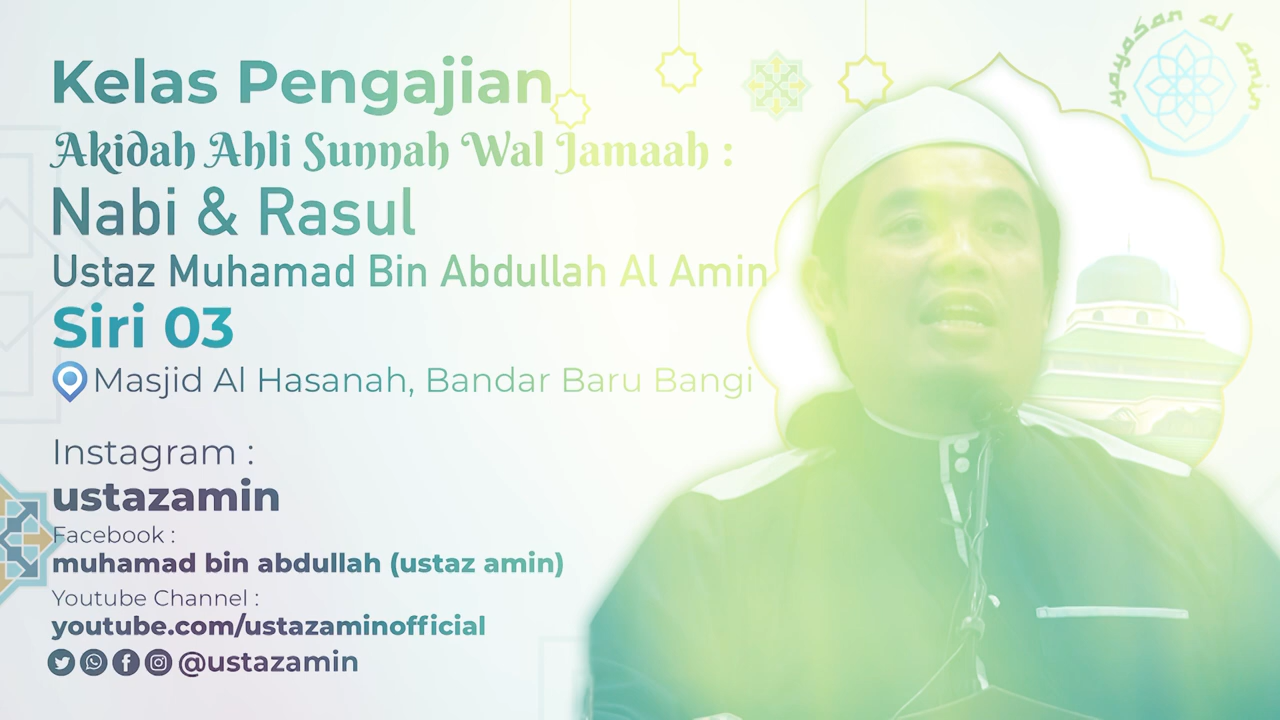 Kelas Pengajian
Akidah Ahli Sunnah Wal Jamaah :
Nabi & Rasul
Ustaz Muhamad Bin Abdullah Al Amin
Siri 03
Masjid Al Hasanah, Bandar Baru Bangi
Instagram :
ustazamin
Facebook :
muhamad bin abdullah (ustaz amin)
Youtube Channel :
youtube.com/ustazaminofficial
@ustazamin
yayasan al amin